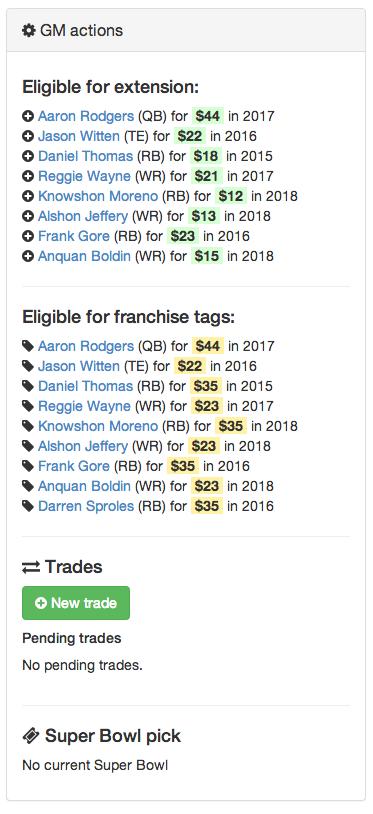 GM actions
Eligible for extension:
Aaron Rodgers (QB) for $44 in 2017
Jason Witten (TE) for $22 in 2016
Daniel Thomas (RB) for $18 in 2015
Reggie Wayne (WR) for $21 in 2017
Knowshon Moreno (RB) for $12 in 2018
Alshon Jeffery (WR) for $13 in 2018
Frank Gore (RB) for $23 in 2016
Anquan Boldin (WR) for $15 in 2018
Eligible for franchise tags:
Aaron Rodgers (QB) for $44 in 2017
Jason Witten (TE) for $22 in 2016
Daniel Thomas (RB) for $35 in 2015
Reggie Wayne (WR) for $23 in 2017
Knowshon Moreno (RB) for $35 in 2018
Alshon Jeffery (WR) for $23 in 2018
Frank Gore (RB) for $35 in 2016
Anquan Boldin (WR) for $23 in 2018
Darren Sproles (RB) for $35 in 2016
Trades
New trade
Pending trades
No pending trades.
Super Bowl pick
No current Super Bowl